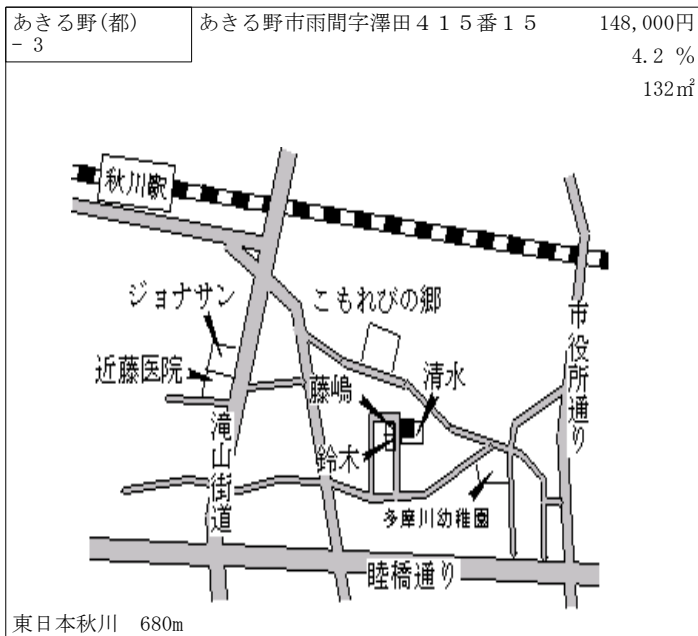 あきる野(都)
－3
あきる野市雨間字澤田４１５番１５
148,000円
4.2 %
132㎡
秋川駅
ジョナサン
こもれびの郷
近藤医院
藤嶋
清水
市役所通り
滝山街道
鈴木
多摩川幼稚園
睦橋通り
東日本秋川 680m